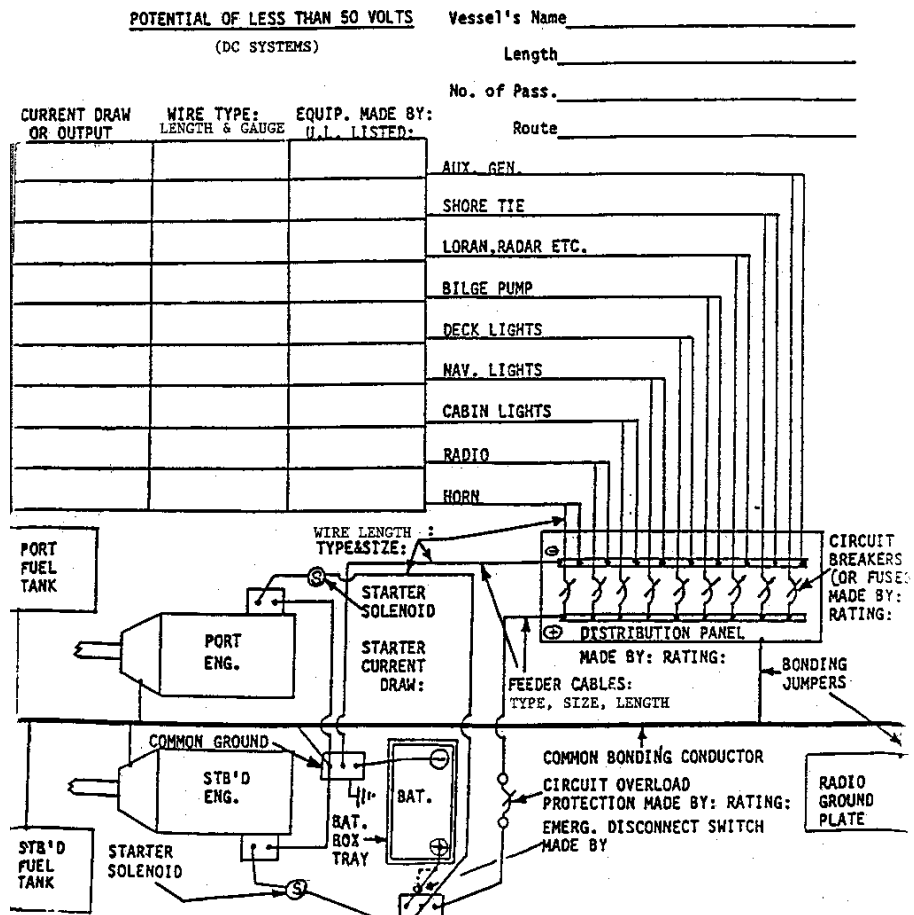 POTENTIAL OF LESS THAN 50 VOLTS
(DC SYSTEMS)
Vessel's Name
Length
No. of Pass.
Route
CURRENT DRAW
OR OUTPUT
WIRE TYPE:
LENGTH & GAUGE
EQUIP. MADE BY:
U.L. LISTED:
AUX. GEN.
SHORE TIE
LORAN,RADAR ETC.
BILGE PUMP
DECK LIGHTS
NAV. LIGHTS
CABIN LIGHTS
RADIO
HORN
PORT
FUEL
TANK
WIRE LENGTH :
TYPE&SIZE:
S
STARTER
SOLENOID
STARTER
CURRENT
DRAW:
PORT
ENG.
CIRCUIT
BREAKERS
(OR FUSES
MADE BY:
RATING:
DISTRIBUTION PANEL
MADE BY: RATING:
FEEDER CABLES:
TYPE, SIZE, LENGTH
BONDING
JUMPERS
COMMON GROUND
STB'D
ENG.
BAT.
BAT.
BOX
TRAY
COMMON BONDING CONDUCTOR
CIRCUIT OVERLOAD
PROTECTION MADE BY: RATING:
EMERG. DISCONNECT SWITCH
MADE BY
RADIO
GROUND
PLATE
STB'D
FUEL
TANK
STARTER
SOLENOID
S